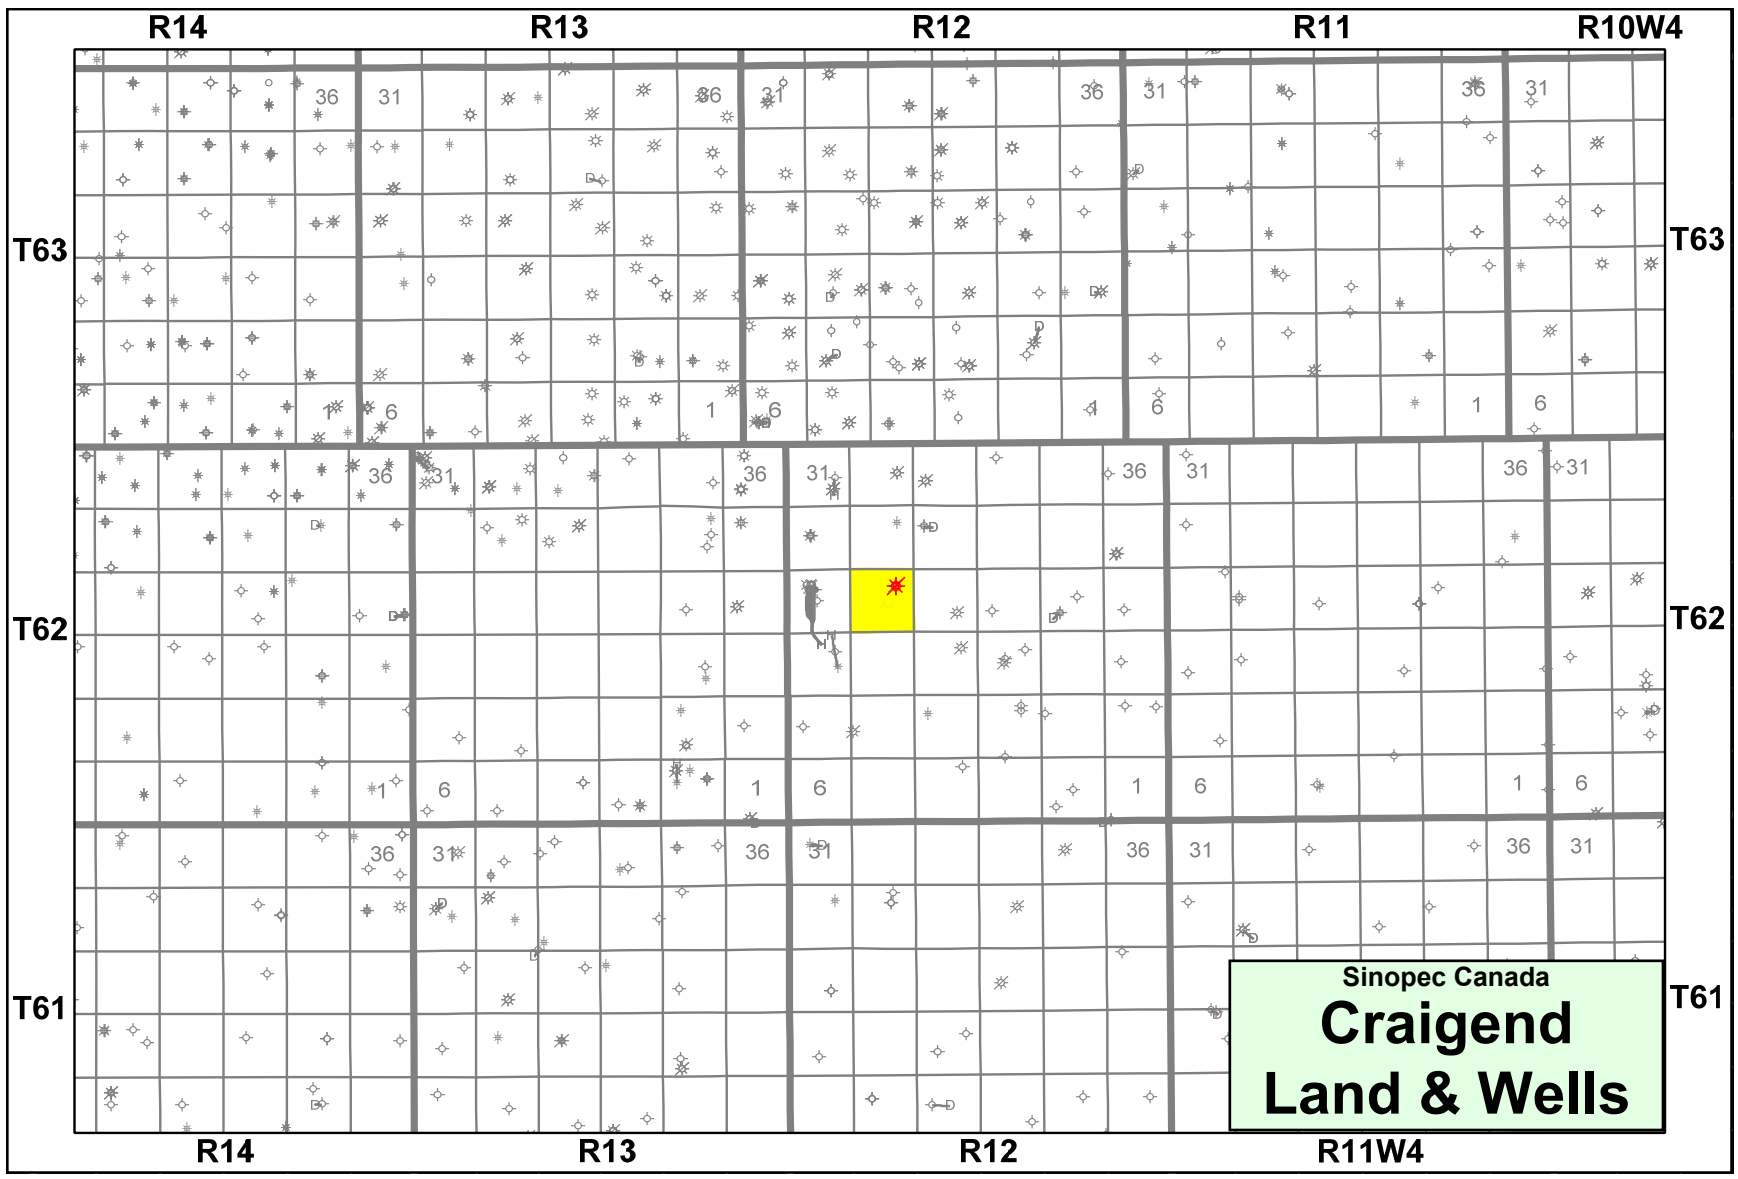 R14 R13 R12 R11 R10W4
36 31 36 31 36 31 36 31
D D
T63 T63
D D
D
D D
1 6 1 6 1 6 1 6
D
36 31 36 31 36 31 36 31
H
D D
D D
T62 T62
H H
D
H
1 6 1 6 1 6 1 6
36 31 36 31 36 31 36 31
D
D
D
D
Sinopec Canada
T61 T61
Craigend
D
Land & Wells
D D
R14 R13 R12 R11W4